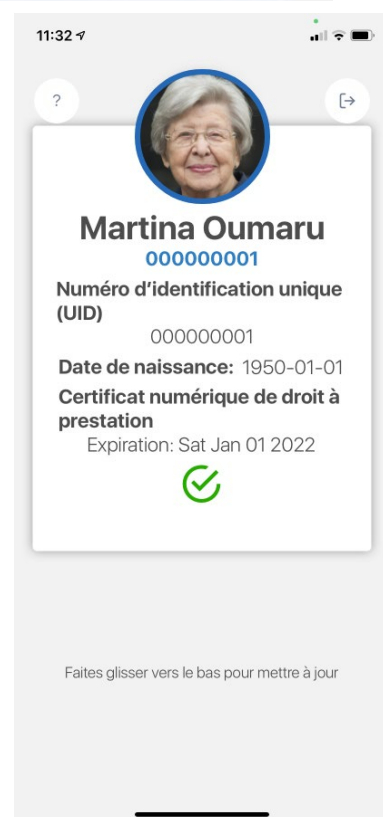 11:32
?
Martina Oumaru
000000001
Numéro d'identification unique
(UID)
000000001
Date de naissance: 1950-01-01
Certificat numérique de droit à
prestation
Expiration: Sat Jan 01 2022
Faites glisser vers le bas pour mettre à jour